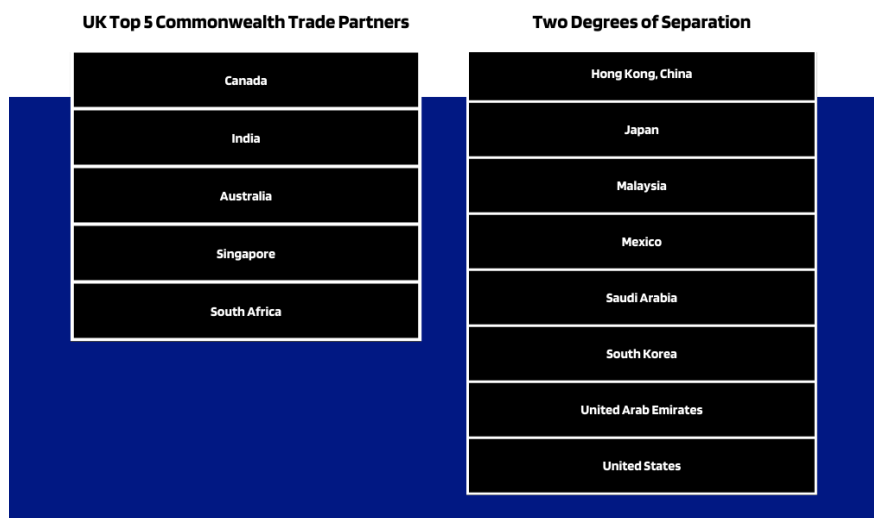 UK Top 5 Commonwealth Trade Partners
Canada
India
Australia
Singapore
South Africa
Two Degrees of Separation
Hong Kong, China
Japan
Malaysia
Mexico
Saudi Arabia
South Korea
United Arab Emirates
United States